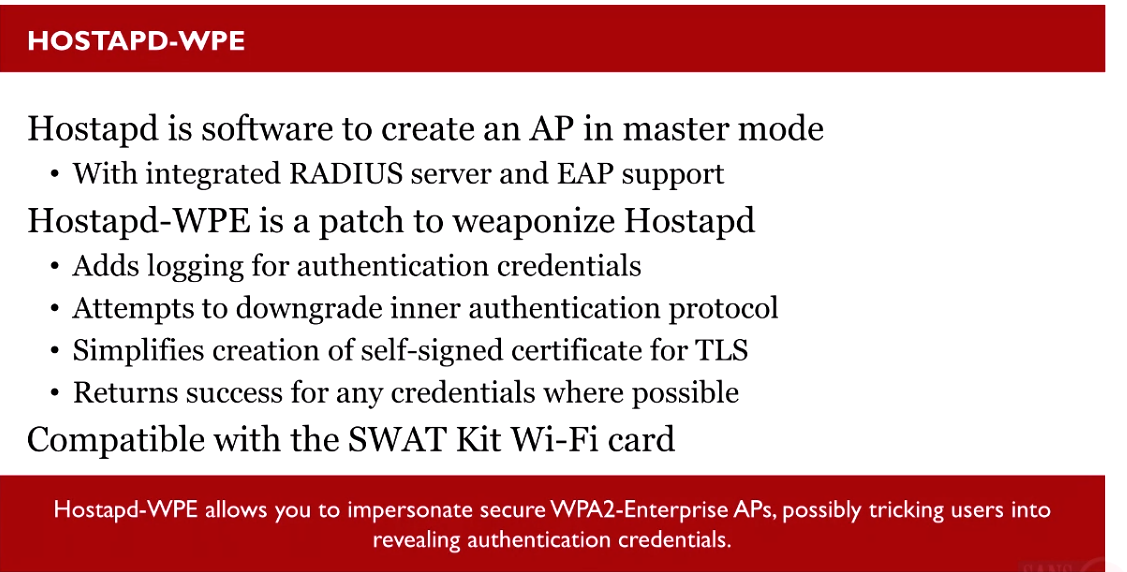 HOSTAPD-WPE
Hostapd is software to create an AP in master mode
• With integrated RADIUS server and EAP support
Hostapd-WPE is a patch to weaponize Hostapd
• Adds logging for authentication credentials
• Attempts to downgrade inner authentication protocol
• Simplifies creation of self-signed certificate for TLS
• Returns success for any credentials where possible
Compatible with the SWAT Kit Wi-Fi card
Hostapd-WPE allows you to impersonate secure WPA2-Enterprise APs, possibly tricking users into
revealing authentication credentials.